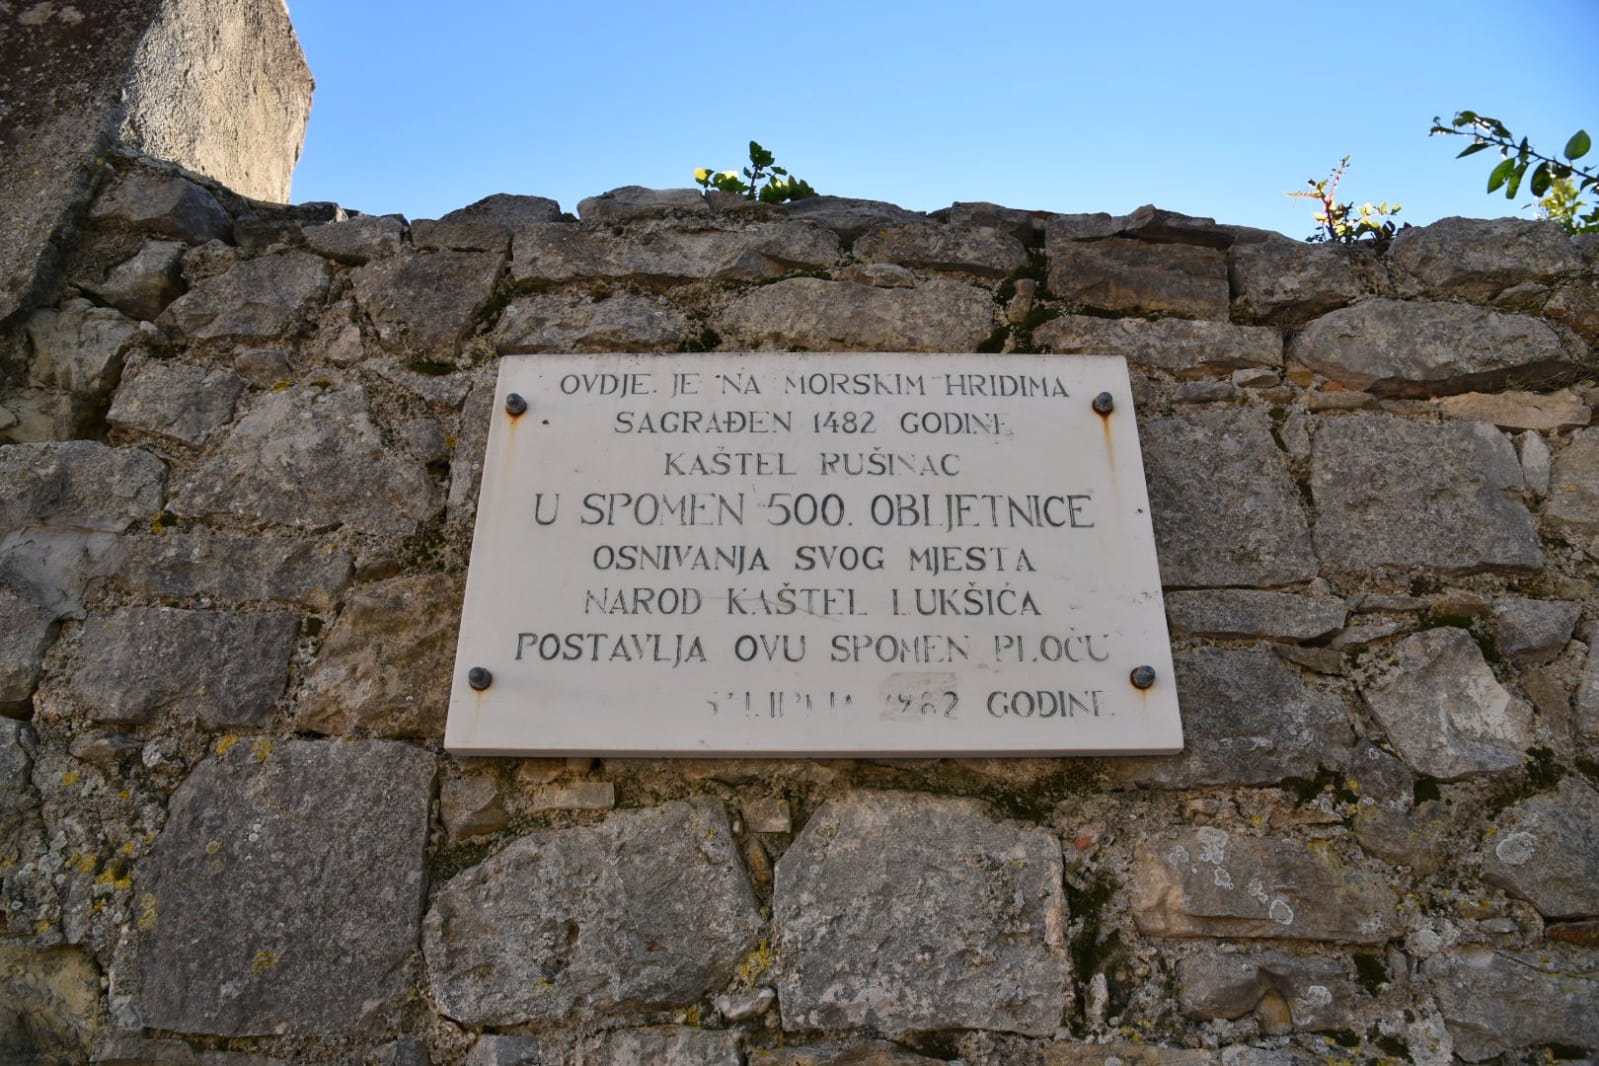 OVDJE JE NA MORSKIM HRIDIMA
SAGRAĐEN 1482 GODINE
KAŠTEL RUŠINAC
U SPOMEN 500. OBLJETNICE
OSNIVANJA SVOG MJESTA
NAROD KAŠTEL LUKŠIĆA
POSTAVLJA OVU SPOMEN PLOČU
LIPNJA 1982 GODINE